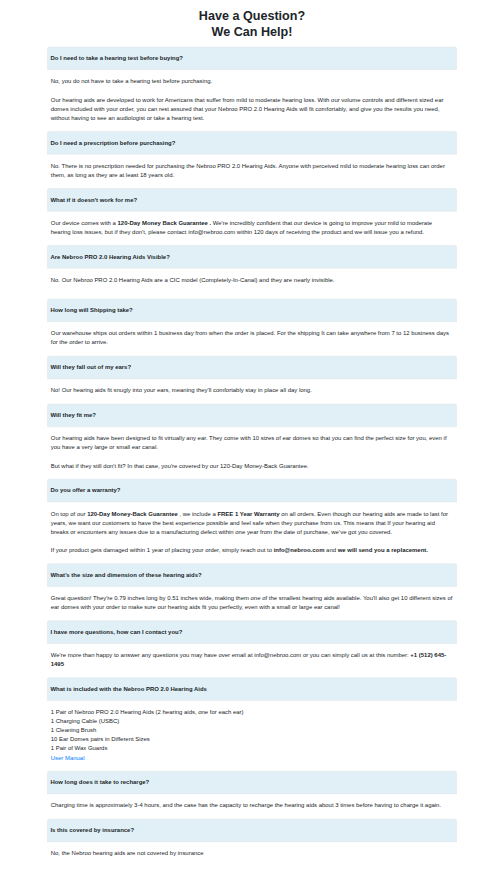 Have a Question?
We Can Help!
Do I need to take a hearing test before buying?
No, you do not have to take a hearing test before purchasing.
Our hearing aids are developed to work for Americans that suffer from mild to moderate hearing loss. With our volume controls and different sized ear
domes included with your order, you can rest assured that your Nebroo PRO 2.0 Hearing Aids will fit comfortably, and give you the results you need,
without having to see an audiologist or take a hearing test.
Do I need a prescription before purchasing?
No. There is no prescription needed for purchasing the Nebroo PRO 2.0 Hearing Aids. Anyone with perceived mild to moderate hearing loss can order
them, as long as they are at least 18 years old.
What if it doesn't work for me?
Our device comes with a 120-Day Money Back Guarantee . We're incredibly confident that our device is going to improve your mild to moderate
hearing loss issues, but if they don't, please contact info@nebroo.com within 120 days of receiving the product and we will issue you a refund.
Are Nebroo PRO 2.0 Hearing Aids Visible?
No. Our Nebroo PRO 2.0 Hearing Aids are a CIC model (Completely-In-Canal) and they are nearly invisible.
How long will Shipping take?
Our warehouse ships out orders within 1 business day from when the order is placed. For the shipping It can take anywhere from 7 to 12 business days
for the order to arrive.
Will they fall out of my ears?
No! Our hearing aids fit snugly into your ears, meaning they'll comfortably stay in place all day long.
Will they fit me?
Our hearing aids have been designed to fit virtually any ear. They come with 10 sizes of ear domes so that you can find the perfect size for you, even if
you have a very large or small ear canal.
But what if they still don't fit? In that case, you're covered by our 120-Day Money-Back Guarantee.
Do you offer a warranty?
On top of our 120-Day Money-Back Guarantee , we include a FREE 1 Year Warranty on all orders. Even though our hearing aids are made to last for
years, we want our customers to have the best experience possible and feel safe when they purchase from us. This means that if your hearing aid
breaks or encounters any issues due to a manufacturing defect within one year from the date of purchase, we've got you covered.
If your product gets damaged within 1 year of placing your order, simply reach out to info@nebroo.com and we will send you a replacement.
What's the size and dimension of these hearing aids?
Great question! They're 0.79 inches long by 0.51 inches wide, making them one of the smallest hearing aids available. You'll also get 10 different sizes of
ear domes with your order to make sure our hearing aids fit you perfectly, even with a small or large ear canal!
I have more questions, how can I contact you?
We're more than happy to answer any questions you may have over email at info@nebroo.com or you can simply call us at this number: +1 (512) 645-
1495
What is included with the Nebroo PRO 2.0 Hearing Aids
1 Pair of Nebroo PRO 2.0 Hearing Aids (2 hearing aids, one for each ear)
1 Charging Cable (USBC)
1 Cleaning Brush
10 Ear Domes pairs in Different Sizes
1 Pair of Wax Guards
User Manual
How long does it take to recharge?
Charging time is approximately 3-4 hours, and the case has the capacity to recharge the hearing aids about 3 times before having to charge it again.
Is this covered by insurance?
No, the Nebroo hearing aids are not covered by insurance